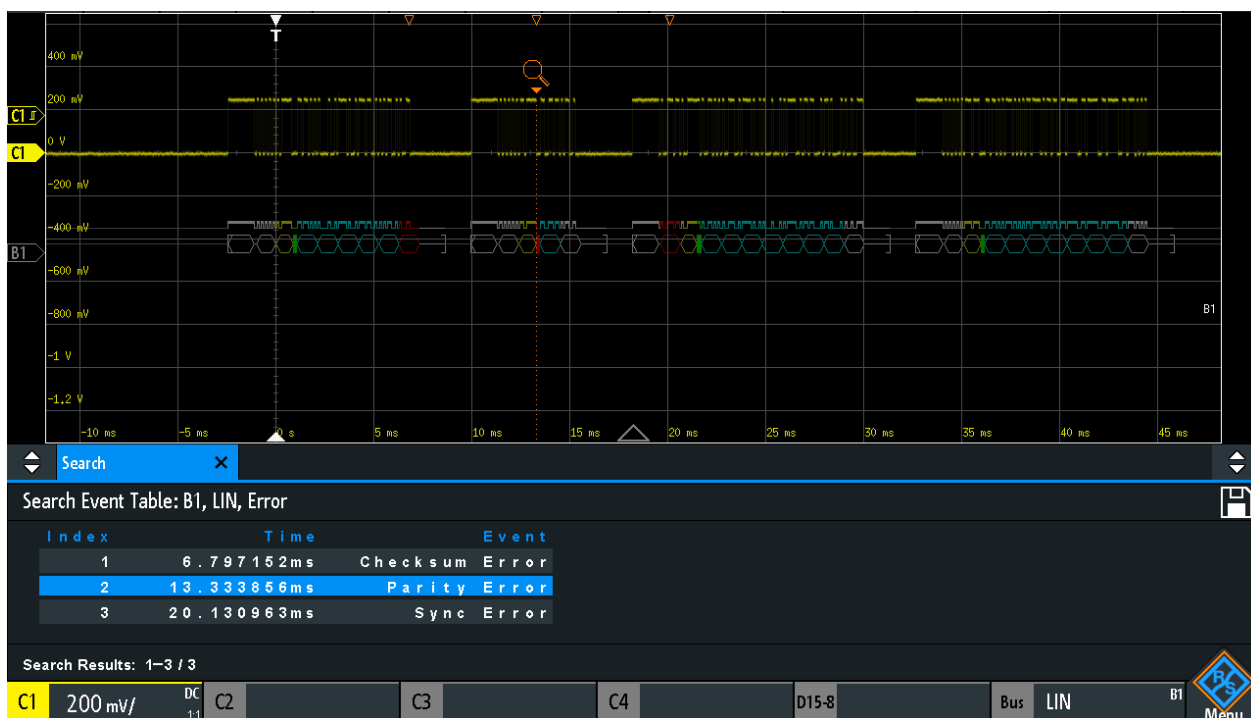 T
400 mV
200 mV
C1
0 V
C1
-200 mV
-400 mV
B1
-600 mV
-800 mV
B1
-1 V
-1.2 V
-10 ms -5 ms 0 s 5 ms 10 ms 15 ms 20 ms 25 ms 30 ms 35 ms 40 ms 45 ms
Search ×
Search Event Table: B1, LIN, Error
Index Time Event
1 6.797152ms Checksum Error
2 13.333856ms Parity Error
3 20.130963ms Sync Error
Search Results: 1-3 / 3
C1 200 mV/ DC 1:1 C2 C3 C4 D15-8 Bus LIN B1 R&S Menu